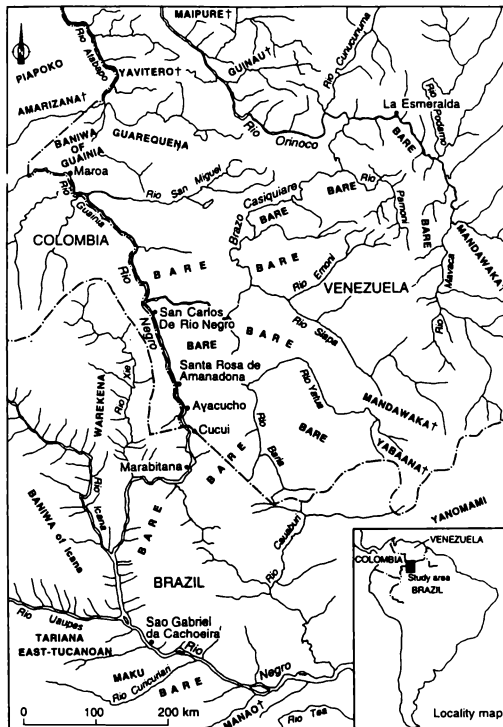 MAIPURE†
Rio Atabapo
PIAPOKO
YAVITERO†
GUINAU†
Rio Cunucunuma
AMARIZANA†
La Esmeralda
Rio Padamo
BANIWA
OF
GUAINIA
GUAREQUENA
Rio
Orinoco
BARE
Maroa
Rio San Miguel
Rio Guainia
Brazo Casiquiare
BARE
BARE
Rio Pamoni
BARE
MANDAWAKA†
COLOMBIA
BARE
BARE
Rio Emoni
VENEZUELA
Rio Mavaca
Rio Negro
San Carlos
De Rio Negro
BARE
BARE
Rio Siapa
Santa Rosa de
Amanadona
WAREKENA
Rio Xie
Ayacucho
Rio Yatua
MANDAWAKA†
Cucui
BARE
YABAANA†
Rio Baria
BARE
Marabitana
BANIWA of Icana
Rio Icana
YANOMAMI
BARE
Rio Cauaburi
BRAZIL
VENEZUELA
COLOMBIA
Study area
BRAZIL
Rio Uaupes
Sao Gabriel
da Cachoeira
TARIANA
EAST-TUCANOAN
Rio
Negro
MAKU
Rio Curicuriari
BARE
MANAO†
Rio Tea
0 100 200 km
Locality map